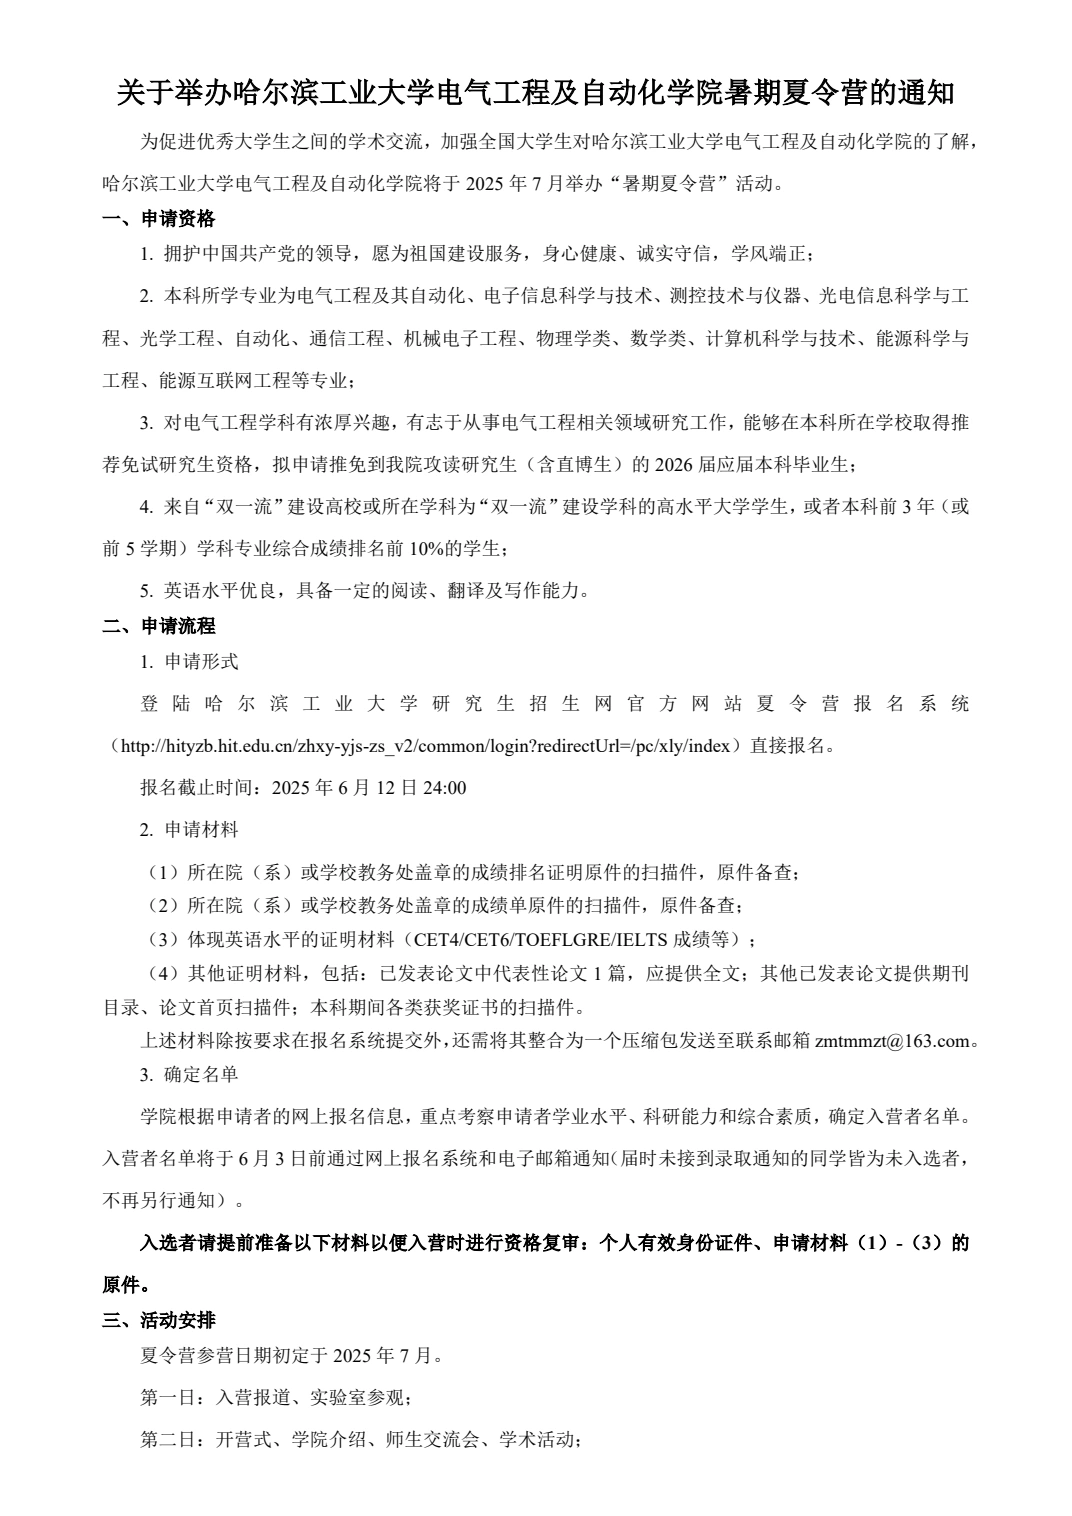 关于举办哈尔滨工业大学电气工程及自动化学院暑期夏令营的通知
为促进优秀大学生之间的学术交流，加强全国大学生对哈尔滨工业大学电气工程及自动化学院的了解，
哈尔滨工业大学电气工程及自动化学院将于 2025 年 7 月举办“暑期夏令营”活动。
一、申请资格
1. 拥护中国共产党的领导，愿为祖国建设服务，身心健康、诚实守信，学风端正；
2. 本科所学专业为电气工程及其自动化、电子信息科学与技术、测控技术与仪器、光电信息科学与工
程、光学工程、自动化、通信工程、机械电子工程、物理学类、数学类、计算机科学与技术、能源科学与
工程、能源互联网工程等专业；
3. 对电气工程学科有浓厚兴趣，有志于从事电气工程相关领域研究工作，能够在本科所在学校取得推
荐免试研究生资格，拟申请推免到我院攻读研究生（含直博生）的 2026 届应届本科毕业生；
4. 来自“双一流”建设高校或所在学科为“双一流”建设学科的高水平大学学生，或者本科前 3 年（或
前 5 学期）学科专业综合成绩排名前 10%的学生；
5. 英语水平优良，具备一定的阅读、翻译及写作能力。
二、申请流程
1. 申请形式
登陆哈尔滨工业大学研究生招生网官方网站夏令营报名系统
（http://hityzb.hit.edu.cn/zhxy-yjs-zs_v2/common/login?redirectUrl=/pc/xly/index）直接报名。
报名截止时间：2025 年 6 月 12 日 24:00
2. 申请材料
（1）所在院（系）或学校教务处盖章的成绩排名证明原件的扫描件，原件备查；
（2）所在院（系）或学校教务处盖章的成绩单原件的扫描件，原件备查；
（3）体现英语水平的证明材料（CET4/CET6/TOEFLGRE/IELTS 成绩等）；
（4）其他证明材料，包括：已发表论文中代表性论文 1 篇，应提供全文；其他已发表论文提供期刊
目录、论文首页扫描件；本科期间各类获奖证书的扫描件。
上述材料除按要求在报名系统提交外，还需将其整合为一个压缩包发送至联系邮箱 zmtmmzt@163.com。
3. 确定名单
学院根据申请者的网上报名信息，重点考察申请者学业水平、科研能力和综合素质，确定入营者名单。
入营者名单将于 6 月 3 日前通过网上报名系统和电子邮箱通知（届时未接到录取通知的同学皆为未入选者，
不再另行通知）。
入选者请提前准备以下材料以便入营时进行资格复审：个人有效身份证件、申请材料（1）-（3）的
原件。
三、活动安排
夏令营参营日期初定于 2025 年 7 月。
第一日：入营报道、实验室参观；
第二日：开营式、学院介绍、师生交流会、学术活动；